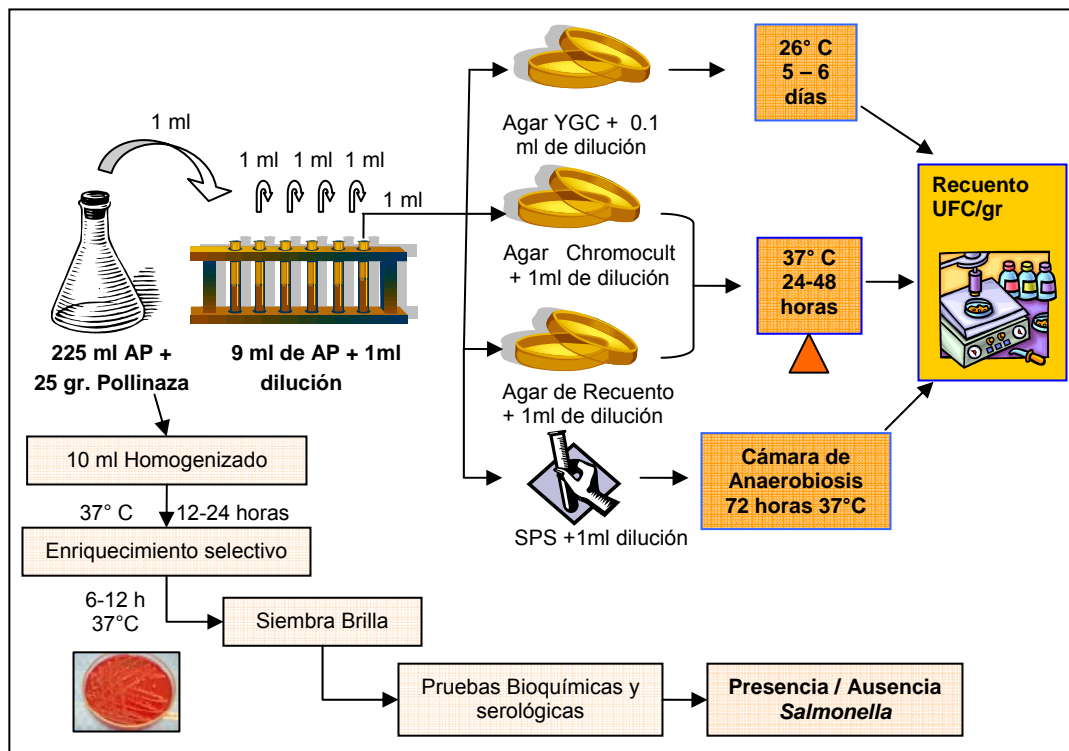 1 ml
1 ml 1 ml 1 ml
1 ml
225 ml AP +
25 gr. Pollinaza
9 ml de AP + 1ml
dilución
Agar YGC + 0.1
ml de dilución
26° C
5 – 6
días
Agar Chromocult
+ 1ml de dilución
Agar de Recuento
+ 1ml de dilución
37° C
24-48
horas
Recuento
UFC/gr
SPS +1ml dilución
Cámara de
Anaerobiosis
72 horas 37°C
10 ml Homogenizado
37° C 12-24 horas
Enriquecimiento selectivo
6-12 h
37°C
Siembra Brilla
Pruebas Bioquímicas y
serológicas
Presencia / Ausencia
Salmonella